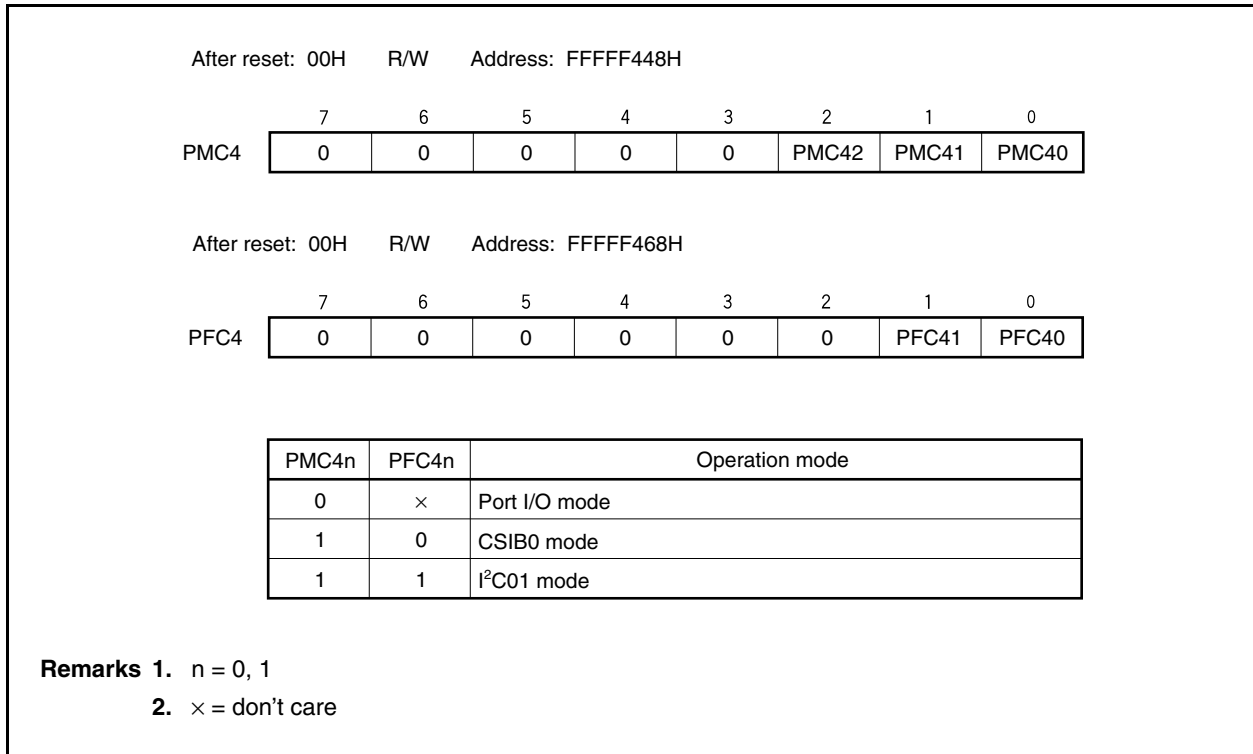 After reset: 00H R/W Address: FFFFF448H
7 6 5 4 3 2 1 0
PMC4 0 0 0 0 0 PMC42 PMC41 PMC40
After reset: 00H R/W Address: FFFFF468H
7 6 5 4 3 2 1 0
PFC4 0 0 0 0 0 0 PFC41 PFC40
PMC4n PFC4n Operation mode
0 × Port I/O mode
1 0 CSIB0 mode
1 1 I²C01 mode
Remarks 1. n = 0, 1
2. × = don't care